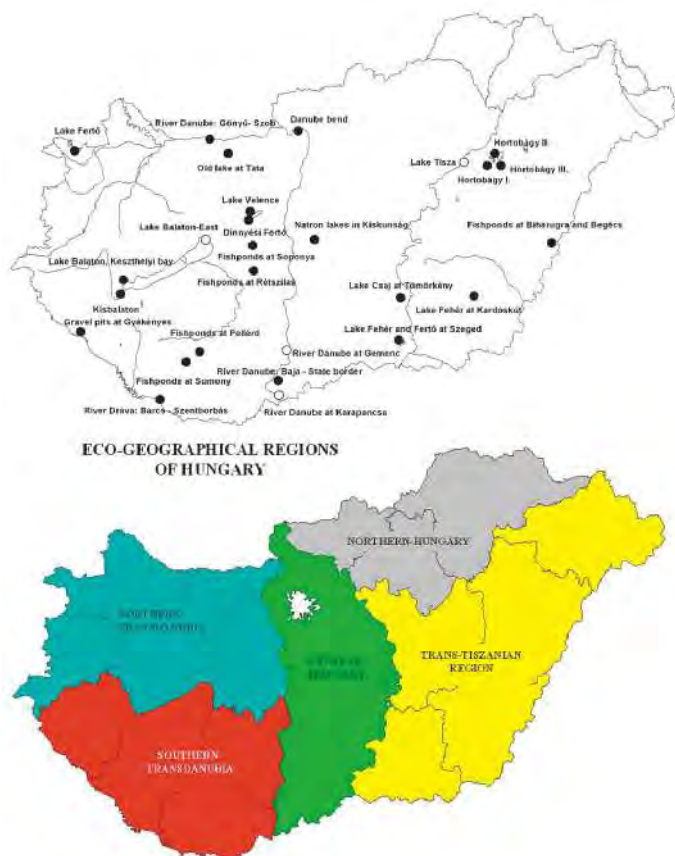 Lake Fertő
River Danube: Gönyű- Szob
Danube bend
Old lake at Tata
Lake Tisza
Hortobágy II.
Hortobágy III.
Hortobágy I.
Lake Velence
Dinnyési Fertő
Lake Balaton-East
Natron lakes in Kiskunság
Fishponds at Biharugra and Begécs
Fishponds at Soponya
Lake Balaton, Keszthelyi bay
Fishponds at Rétszilas
Kisbalaton
Lake Csaj at Tömörkény
Lake Fehér at Kardoskút
Gravel pits at Gyékényes
Fishponds at Pellérd
Lake Fehér and Fertő at Szeged
River Danube at Gemenc
Fishponds at Sumony
River Danube: Baja - State border
River Dráva: Barcs - Szentborbás
River Danube at Karapancsa
ECO-GEOGRAPHICAL REGIONS
OF HUNGARY
NORTHERN-HUNGARY
NORTHERN-
TRANSDANUBIA
TRANS-TISZANIAN
REGION
HUNGARY
SOUTHERN-
TRANSDANUBIA